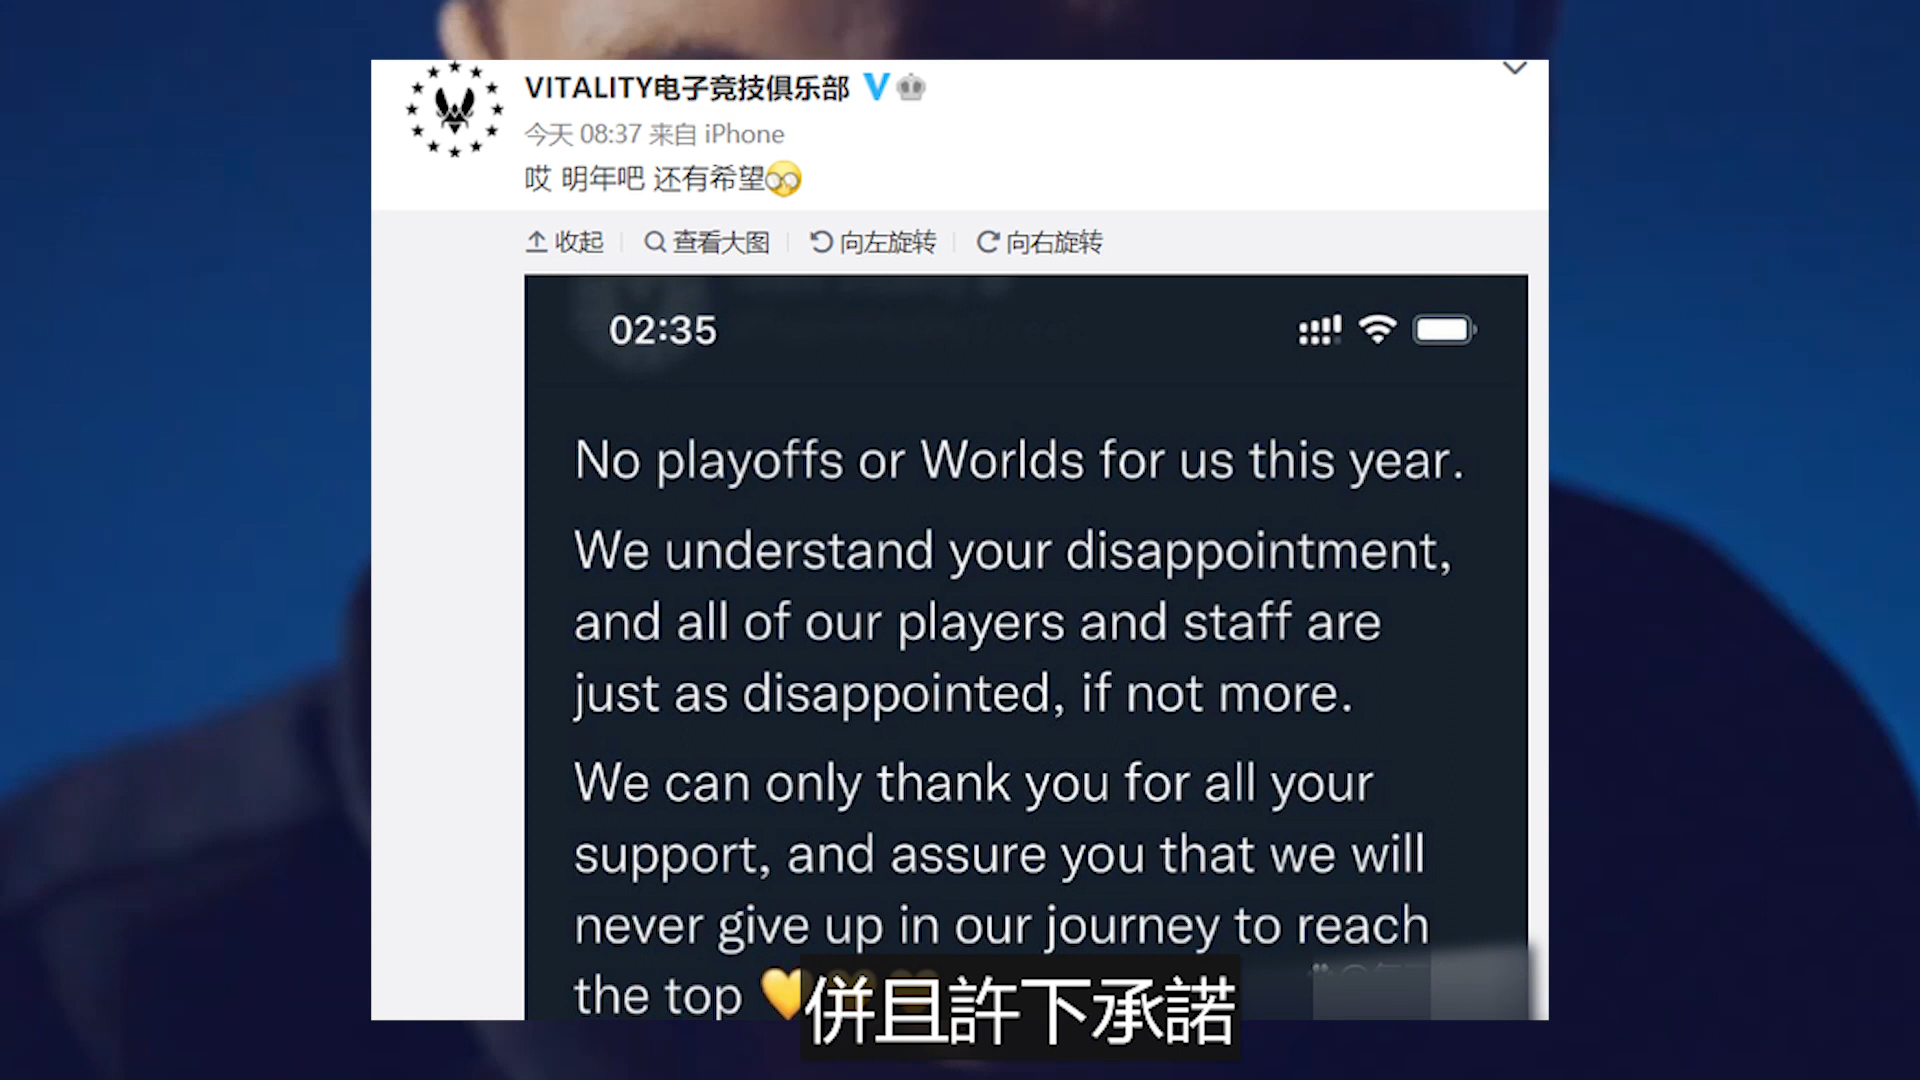 VITALITY电子竞技俱乐部
今天 08:37 来自 iPhone
哎 明年吧 还有希望
收起 查看大图 向左旋转 向右旋转
02:35
No playoffs or Worlds for us this year.
We understand your disappointment,
and all of our players and staff are
just as disappointed, if not more.
We can only thank you for all your
support, and assure you that we will
never give up in our journey to reach
the top 💛
併且許下承諾